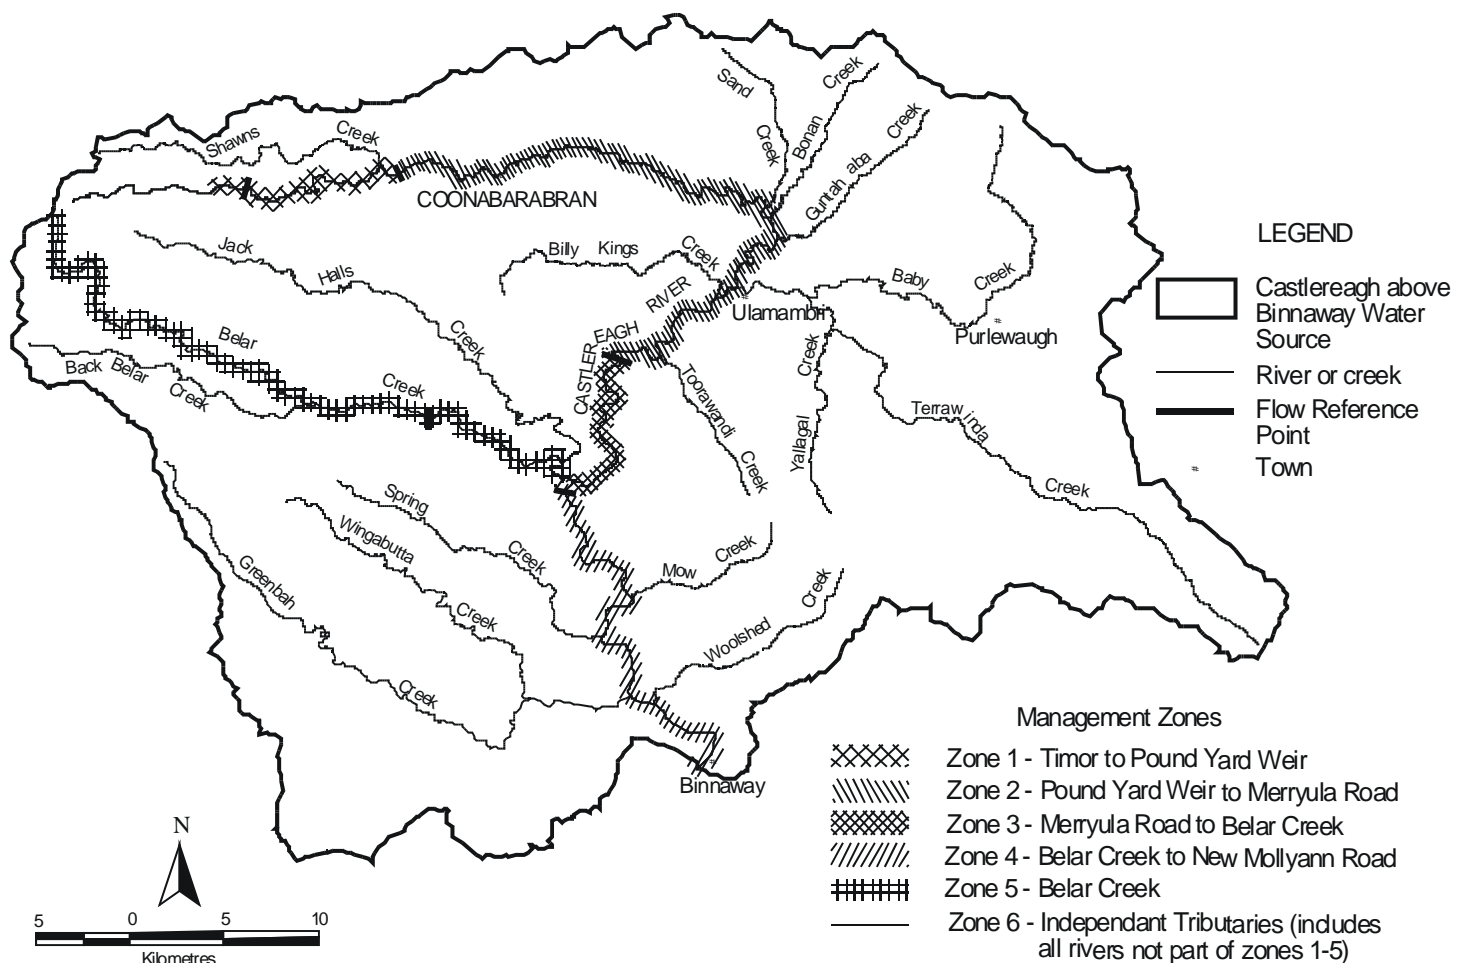 Sand
Creek
Bonan
Creek
Guntah aba
Creek
Shawns
Creek
COONABARABRAN
Jack
Halls
Creek
Billy Kings
Creek
RIVER
CASTLER EAGH
Ulamambri
Baby
Creek
Purlewaugh
Belar
Creek
Back Belar
Creek
Toorawandi
Creek
Yallagal
Creek
Terraw inda
Creek
Spring
Creek
Wingabutta
Creek
Greenbah
Creek
Mow Creek
Woolshed
Creek
Binnaway
LEGEND
Castlereagh above
Binnaway Water
Source
River or creek
Flow Reference
Point
Town
Management Zones
Zone 1 - Timor to Pound Yard Weir
Zone 2 - Pound Yard Weir to Merryula Road
Zone 3 - Merryula Road to Belar Creek
Zone 4 - Belar Creek to New Mollyann Road
Zone 5 - Belar Creek
Zone 6 - Independant Tributaries (includes
all rivers not part of zones 1-5)
N
5 0 5 10
Kilometres